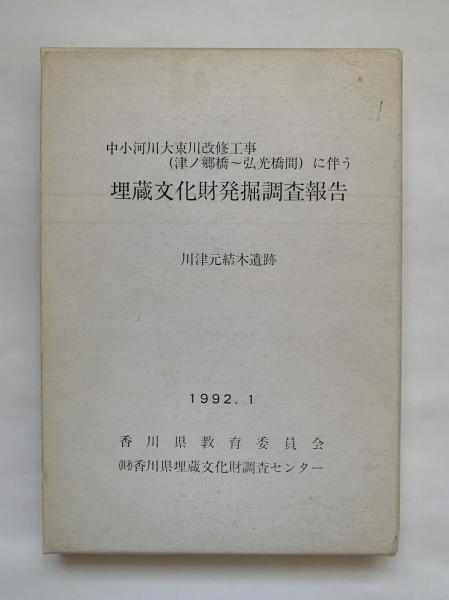 中小河川大束川改修工事
(津ノ郷橋～弘光橋間)に伴う
埋蔵文化財発掘調査報告
川津元結木遺跡
1992.1
香川県教育委員会
㈶香川県埋蔵文化財調査センター